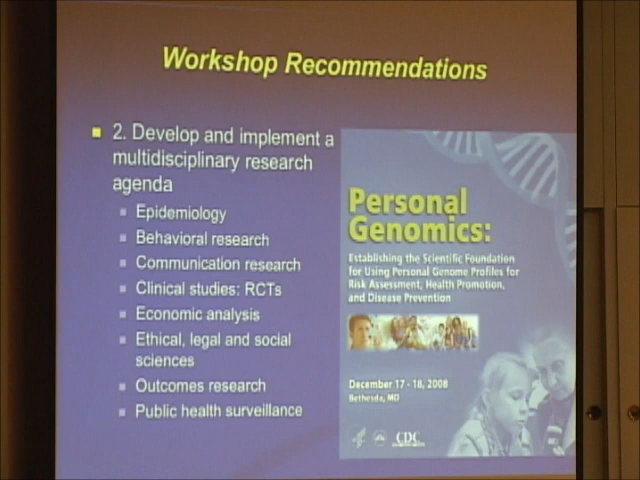 Workshop Recommendations
2. Develop and implement a
multidisciplinary research
agenda
Epidemiology
Behavioral research
Communication research
Clinical studies: RCTs
Economic analysis
Ethical, legal and social
sciences
Outcomes research
Public health surveillance
Personal
Genomics:
Establishing the Scientific Foundation
for Using Personal Genome Profiles for
Risk Assessment, Health Promotion,
and Disease Prevention
December 17 - 18, 2008
Bethesda, MD
CDC